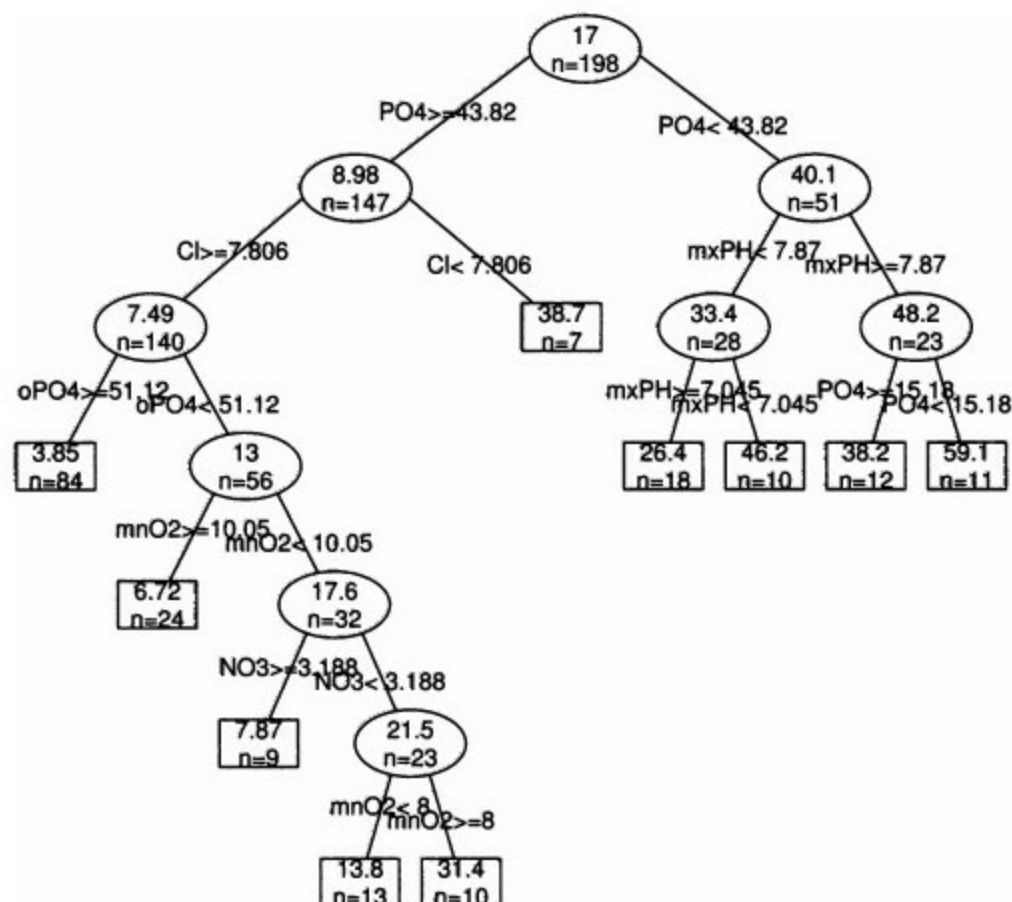 17
n=198
PO4>=43.82
PO4< 43.82
8.98
n=147
40.1
n=51
Cl>=7.806
Cl< 7.806
mxPH< 7.87
mxPH>=7.87
7.49
n=140
38.7
n=7
33.4
n=28
48.2
n=23
oPO4>=51.12
oPO4< 51.12
mxPH>=7.045
mxPH< 7.045
PO4>=15.18
PO4< 15.18
3.85
n=84
13
n=56
26.4
n=18
46.2
n=10
38.2
n=12
59.1
n=11
mnO2>=10.05
mnO2< 10.05
6.72
n=24
17.6
n=32
NO3>=3.188
NO3< 3.188
7.87
n=9
21.5
n=23
mnO2< 8
mnO2>=8
13.8
n=13
31.4
n=10